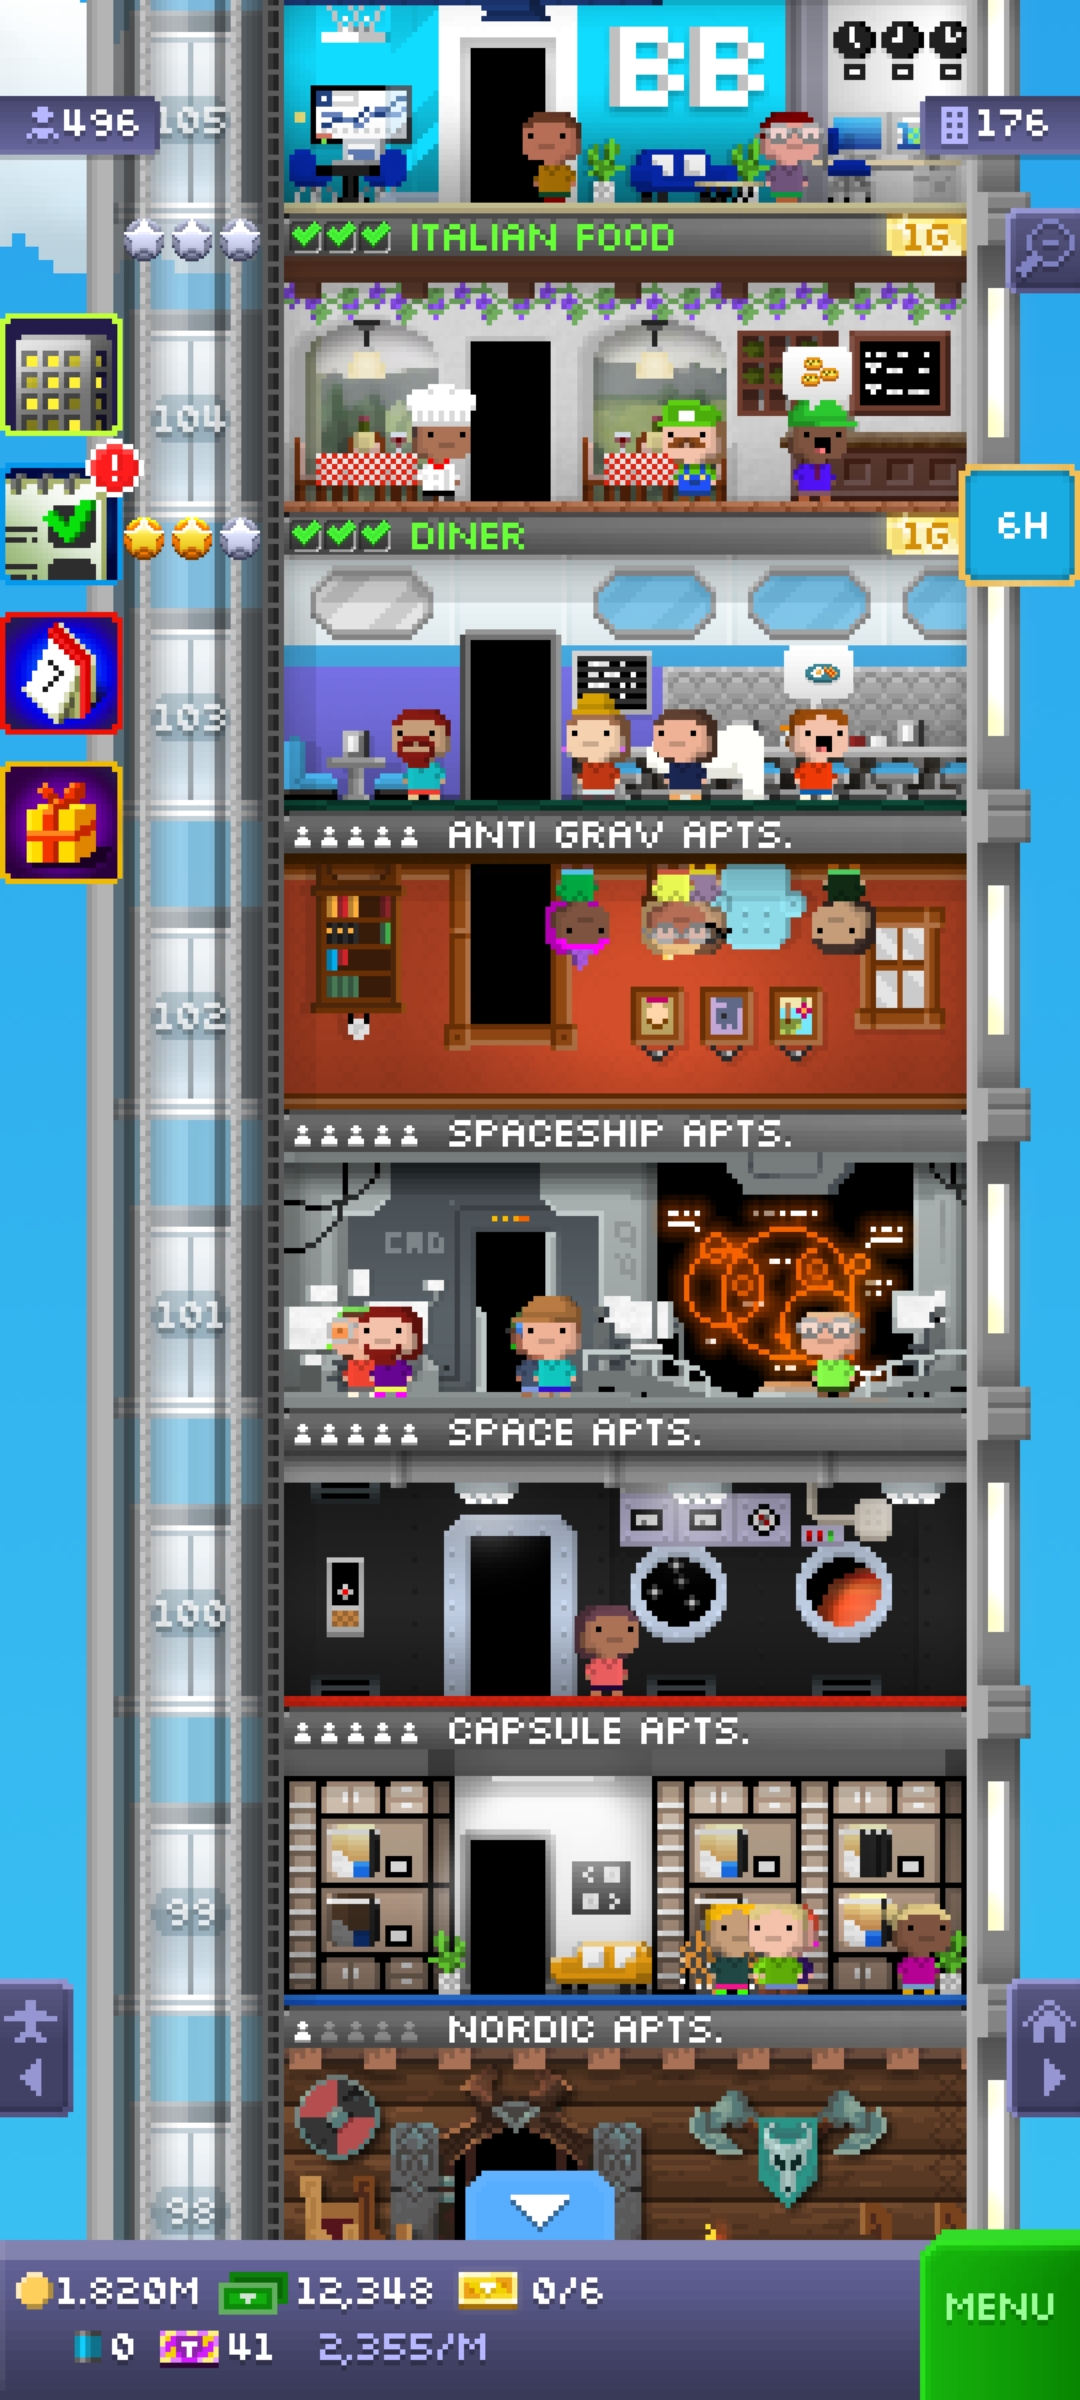 BB
496
105
176
ITALIAN FOOD
1G
104
DINER
1G
6H
103
7
ANTI GRAV APTS.
102
SPACESHIP APTS.
CMD
101
SPACE APTS.
100
CAPSULE APTS.
99
NORDIC APTS.
98
1.820M
12,348
0/6
MENU
0
41
2,355/M